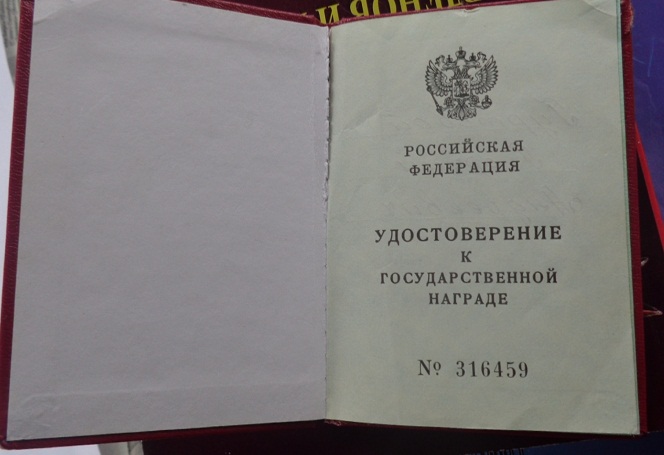 РОССИЙСКАЯ
ФЕДЕРАЦИЯ
УДОСТОВЕРЕНИЕ
К
ГОСУДАРСТВЕННОЙ
НАГРАДЕ
№ 316459